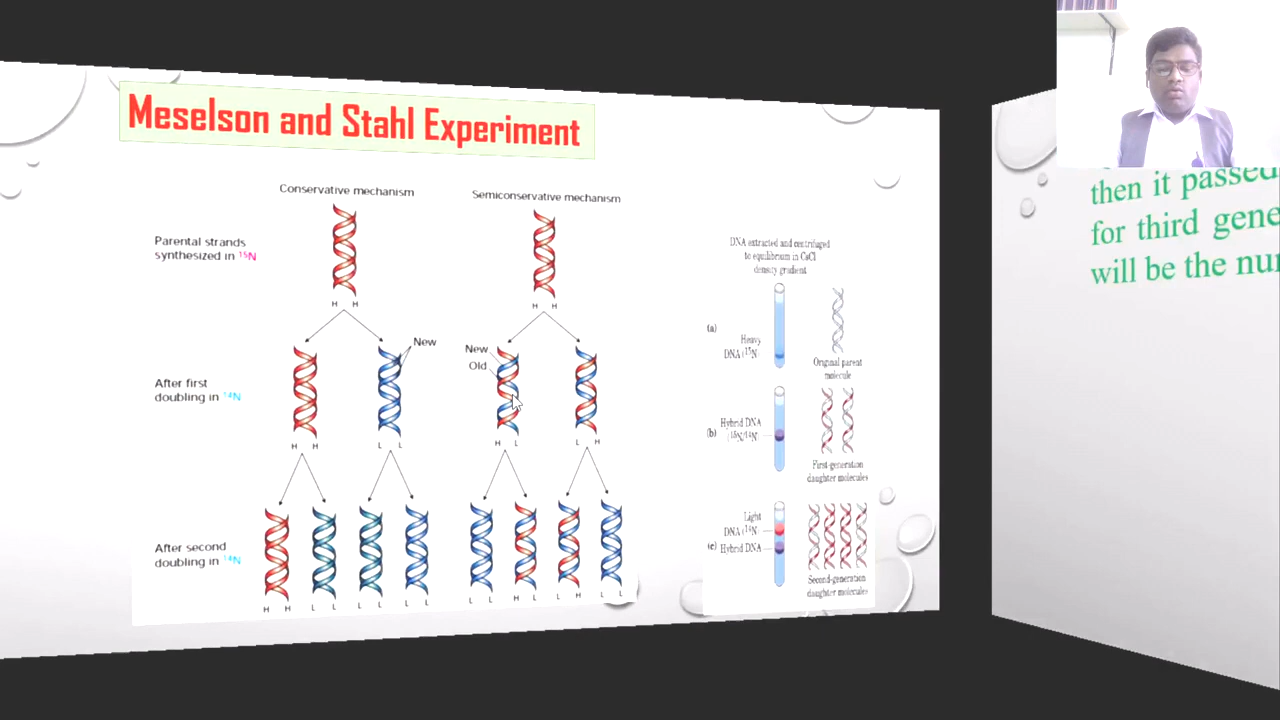 Meselson and Stahl Experiment
Conservative mechanism
Semiconservative mechanism
Parental strands
synthesized in ¹⁵N
H H
H H
After first
doubling in ¹⁴N
New
New
Old
H H
L L
H L
L H
After second
doubling in ¹⁴N
H H L L L L L L
L L H L L H L L
DNA extracted and centrifuged
to equilibrium in CsCl
density gradient
(a)
Heavy
DNA (¹⁵N)
Original parent
molecule
(b)
Hybrid DNA
(¹⁵N/¹⁴N)
First-generation
daughter molecules
Light
DNA (¹⁴N)
(c)
Hybrid DNA
Second-generation
daughter molecules
then it passed
for third gene
will be the nu